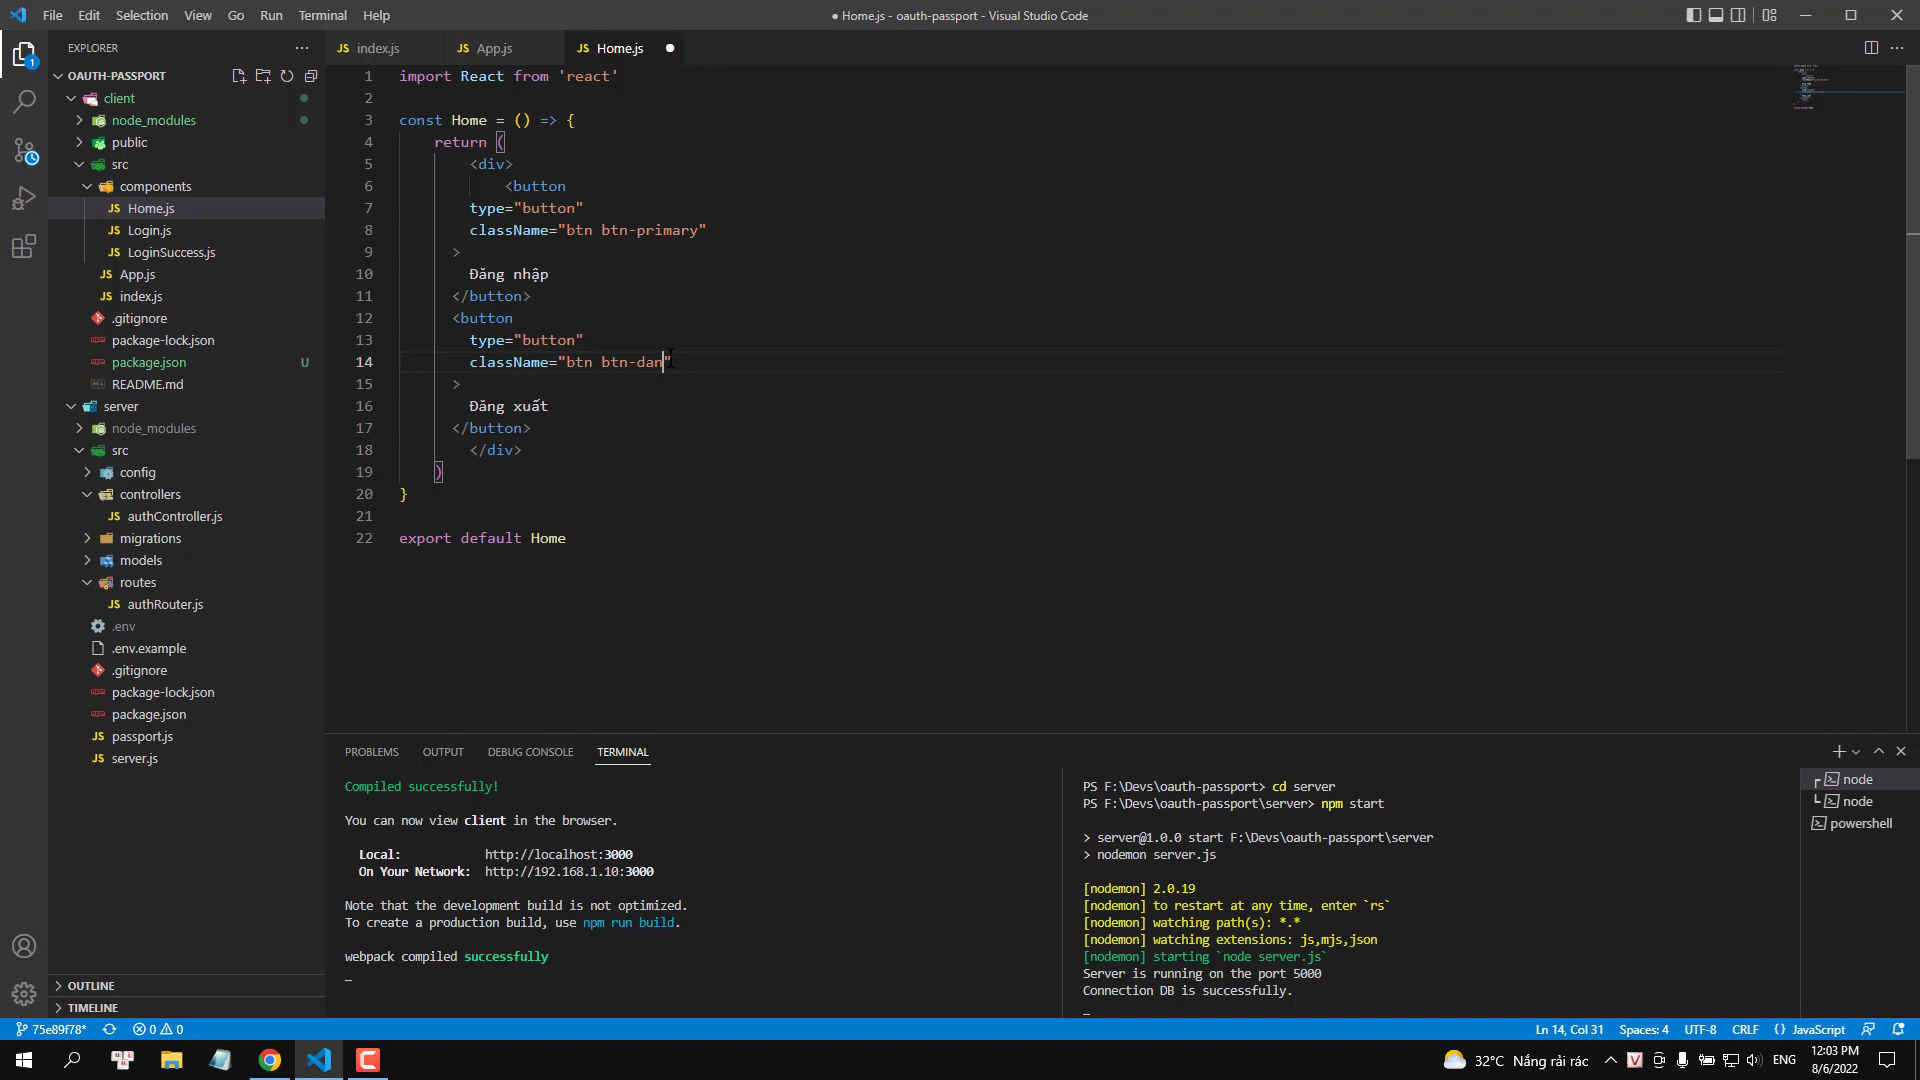 File Edit Selection View Go Run Terminal Help
● Home.js - oauth-passport - Visual Studio Code
EXPLORER
index.js
App.js
Home.js
OAUTH-PASSPORT
client
node_modules
public
src
components
Home.js
Login.js
LoginSuccess.js
App.js
index.js
.gitignore
package-lock.json
package.json U
README.md
server
node_modules
src
config
controllers
authController.js
migrations
models
routes
authRouter.js
.env
.env.example
.gitignore
package-lock.json
package.json
passport.js
server.js
OUTLINE
TIMELINE
1 import React from 'react'
2
3 const Home = () => {
4 return (
5 <div>
6 <button
7 type="button"
8 className="btn btn-primary"
9 >
10 Đăng nhập
11 </button>
12 <button
13 type="button"
14 className="btn btn-dan"
15 >
16 Đăng xuất
17 </button>
18 </div>
19 )
20 }
21
22 export default Home
PROBLEMS OUTPUT DEBUG CONSOLE TERMINAL
Compiled successfully!
You can now view client in the browser.
Local: http://localhost:3000
On Your Network: http://192.168.1.10:3000
Note that the development build is not optimized.
To create a production build, use npm run build.
webpack compiled successfully
PS F:\Devs\oauth-passport> cd server
PS F:\Devs\oauth-passport\server> npm start
> server@1.0.0 start F:\Devs\oauth-passport\server
> nodemon server.js
[nodemon] 2.0.19
[nodemon] to restart at any time, enter `rs`
[nodemon] watching path(s): *.*
[nodemon] watching extensions: js,mjs,json
[nodemon] starting `node server.js`
Server is running on the port 5000
Connection DB is successfully.
node
node
powershell
75e89f78* 0 0
Ln 14, Col 31 Spaces: 4 UTF-8 CRLF {} JavaScript
32°C Nắng rải rác
ENG
12:03 PM
8/6/2022